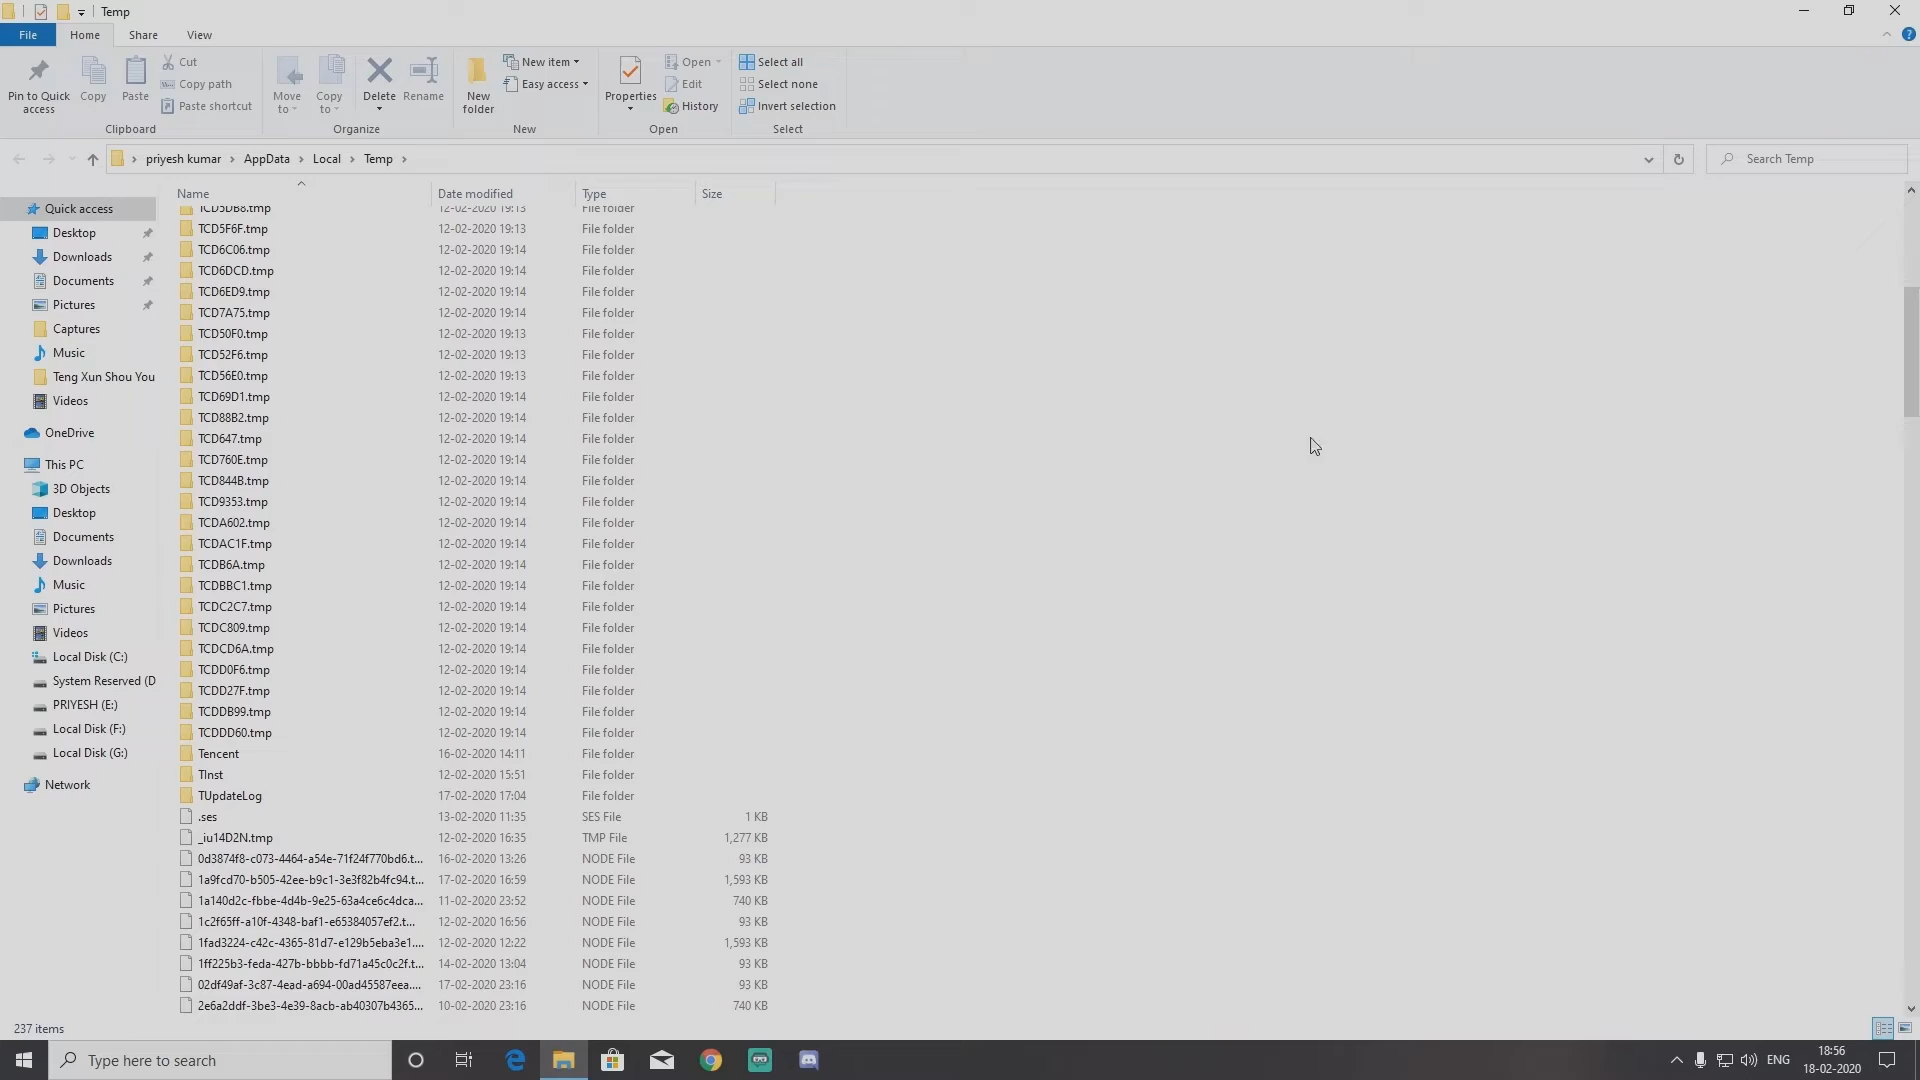 Temp
File Home Share View
Pin to Quick access
Copy
Paste
Cut
Copy path
Paste shortcut
Clipboard
Move to
Copy to
Delete
Rename
Organize
New folder
New item
Easy access
New
Properties
Open
Edit
History
Open
Select all
Select none
Invert selection
Select
priyesh kumar > AppData > Local > Temp >
Search Temp
Name Date modified Type Size
Quick access
Desktop
Downloads
Documents
Pictures
Captures
Music
Teng Xun Shou You
Videos
OneDrive
This PC
3D Objects
Desktop
Documents
Downloads
Music
Pictures
Videos
Local Disk (C:)
System Reserved (D
PRIYESH (E:)
Local Disk (F:)
Local Disk (G:)
Network
TCD5DB8.tmp 12-02-2020 19:13 File folder
TCD5F6F.tmp 12-02-2020 19:13 File folder
TCD6C06.tmp 12-02-2020 19:14 File folder
TCD6DCD.tmp 12-02-2020 19:14 File folder
TCD6ED9.tmp 12-02-2020 19:14 File folder
TCD7A75.tmp 12-02-2020 19:14 File folder
TCD50F0.tmp 12-02-2020 19:13 File folder
TCD52F6.tmp 12-02-2020 19:13 File folder
TCD56E0.tmp 12-02-2020 19:13 File folder
TCD69D1.tmp 12-02-2020 19:14 File folder
TCD88B2.tmp 12-02-2020 19:14 File folder
TCD647.tmp 12-02-2020 19:14 File folder
TCD760E.tmp 12-02-2020 19:14 File folder
TCD844B.tmp 12-02-2020 19:14 File folder
TCD9353.tmp 12-02-2020 19:14 File folder
TCDA602.tmp 12-02-2020 19:14 File folder
TCDAC1F.tmp 12-02-2020 19:14 File folder
TCDB6A.tmp 12-02-2020 19:14 File folder
TCDBBC1.tmp 12-02-2020 19:14 File folder
TCDC2C7.tmp 12-02-2020 19:14 File folder
TCDC809.tmp 12-02-2020 19:14 File folder
TCDCD6A.tmp 12-02-2020 19:14 File folder
TCDD0F6.tmp 12-02-2020 19:14 File folder
TCDD27F.tmp 12-02-2020 19:14 File folder
TCDDB99.tmp 12-02-2020 19:14 File folder
TCDDD60.tmp 12-02-2020 19:14 File folder
Tencent 16-02-2020 14:11 File folder
TInst 12-02-2020 15:51 File folder
TUpdateLog 17-02-2020 17:04 File folder
.ses 13-02-2020 11:35 SES File 1 KB
_iu14D2N.tmp 12-02-2020 16:35 TMP File 1,277 KB
0d3874f8-c073-4464-a54e-71f24f770bd6.t... 16-02-2020 13:26 NODE File 93 KB
1a9fcd70-b505-42ee-b9c1-3e3f82b4fc94.t... 17-02-2020 16:59 NODE File 1,593 KB
1a140d2c-fbbe-4d4b-9e25-63a4ce6c4dca... 11-02-2020 23:52 NODE File 740 KB
1c2f65ff-a10f-4348-baf1-e65384057ef2.t... 12-02-2020 16:56 NODE File 93 KB
1fad3224-c42c-4365-81d7-e129b5eba3e1.... 12-02-2020 12:22 NODE File 1,593 KB
1ff225b3-feda-427b-bbbb-fd71a45c0c2f.t... 14-02-2020 13:04 NODE File 93 KB
02df49af-3c87-4ead-a694-00ad45587eea.... 17-02-2020 23:16 NODE File 93 KB
2e6a2ddf-3be3-4e39-8acb-ab40307b4365... 10-02-2020 23:16 NODE File 740 KB
237 items
Type here to search
ENG
18:56
18-02-2020